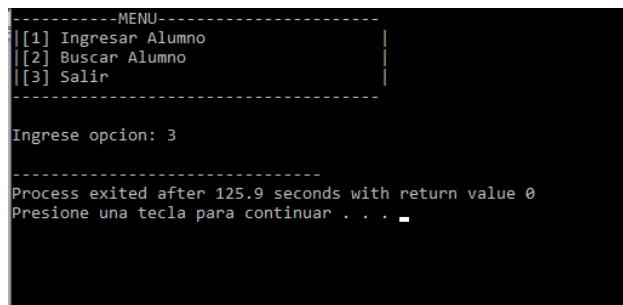 -----------MENU-----------------------
|[1] Ingresar Alumno                  |
|[2] Buscar Alumno                    |
|[3] Salir                            |
--------------------------------------
Ingrese opcion: 3
--------------------------------
Process exited after 125.9 seconds with return value 0
Presione una tecla para continuar . . .